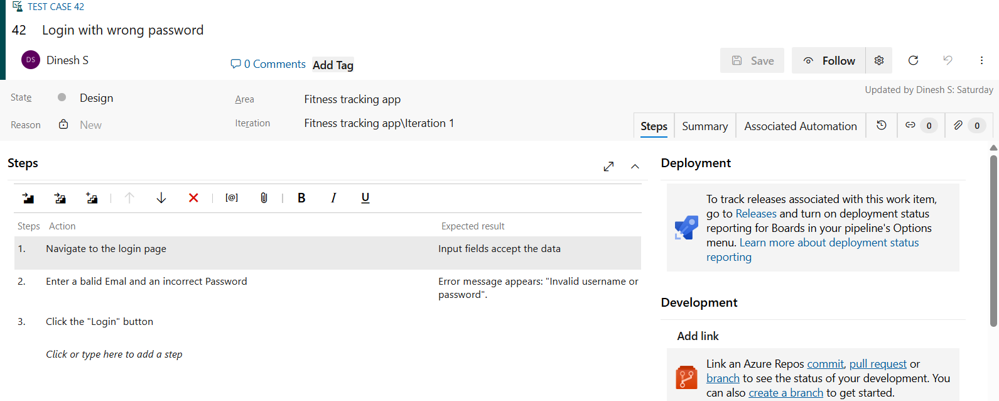 TEST CASE 42
42 Login with wrong password
DS Dinesh S
0 Comments Add Tag
Save Follow
State Design
Reason New
Area Fitness tracking app
Iteration Fitness tracking app\Iteration 1
Updated by Dinesh S: Saturday
Steps Summary Associated Automation 0 0
Steps
[@] B I U
Steps Action Expected result
1. Navigate to the login page Input fields accept the data
2. Enter a balid Emal and an incorrect Password Error message appears: "Invalid username or
password".
3. Click the "Login" button
Click or type here to add a step
Deployment
To track releases associated with this work item,
go to Releases and turn on deployment status
reporting for Boards in your pipeline's Options
menu. Learn more about deployment status
reporting
Development
Add link
Link an Azure Repos commit, pull request or
branch to see the status of your development. You
can also create a branch to get started.